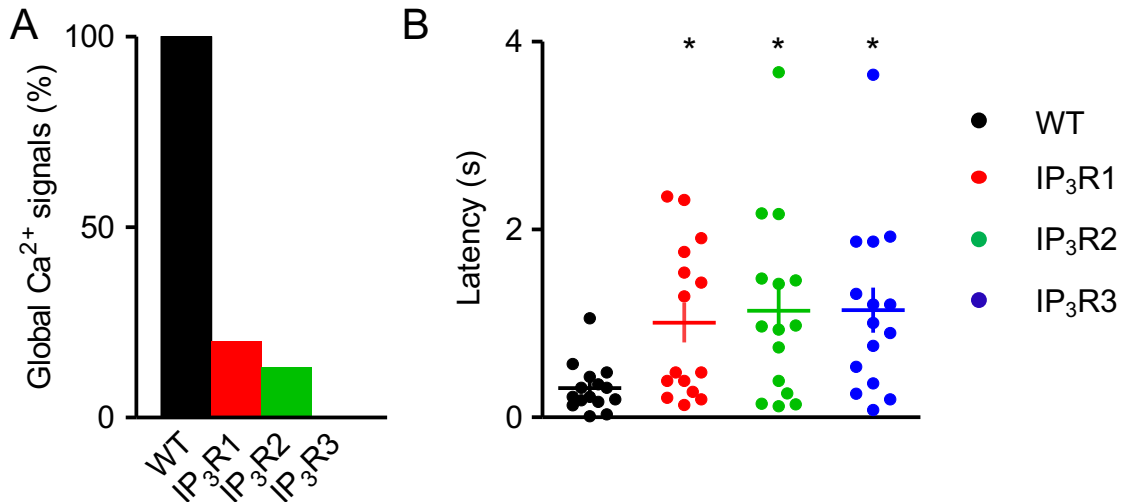 A
Global Ca²⁺ signals (%)
100
50
0
WT
IP₃R1
IP₃R2
IP₃R3
B
Latency (s)
4
2
0
* * *
WT
IP₃R1
IP₃R2
IP₃R3